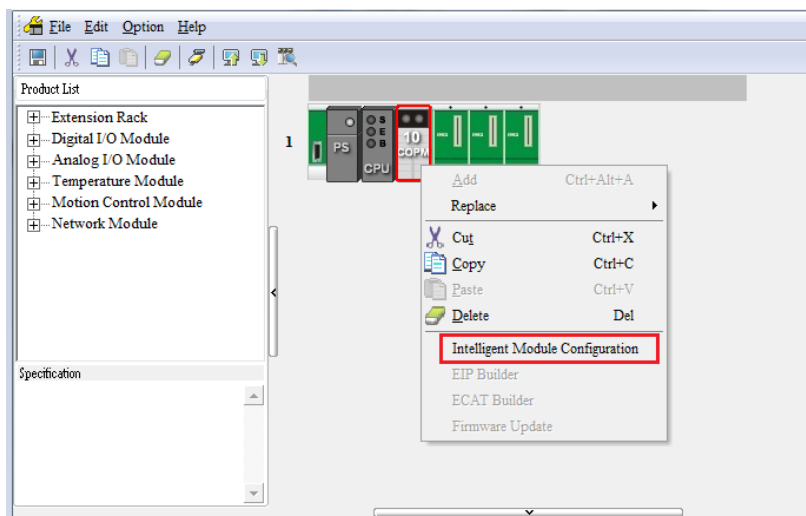 File Edit Option Help
Product List
Extension Rack
Digital I/O Module
Analog I/O Module
Temperature Module
Motion Control Module
Network Module
Specification
1
PS
S
E
B
CPU
10
COPM
Add Ctrl+Alt+A
Replace
Cut Ctrl+X
Copy Ctrl+C
Paste Ctrl+V
Delete Del
Intelligent Module Configuration
EIP Builder
ECAT Builder
Firmware Update